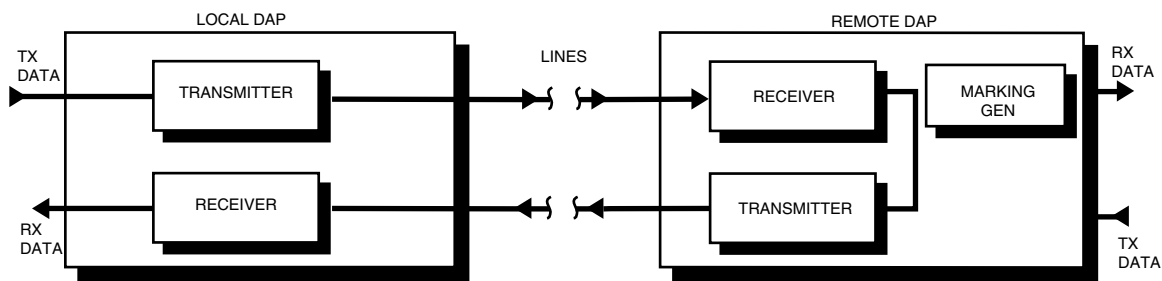 LOCAL DAP
REMOTE DAP
TX
DATA
TRANSMITTER
LINES
RECEIVER
MARKING
GEN
RX
DATA
RX
DATA
RECEIVER
TRANSMITTER
TX
DATA